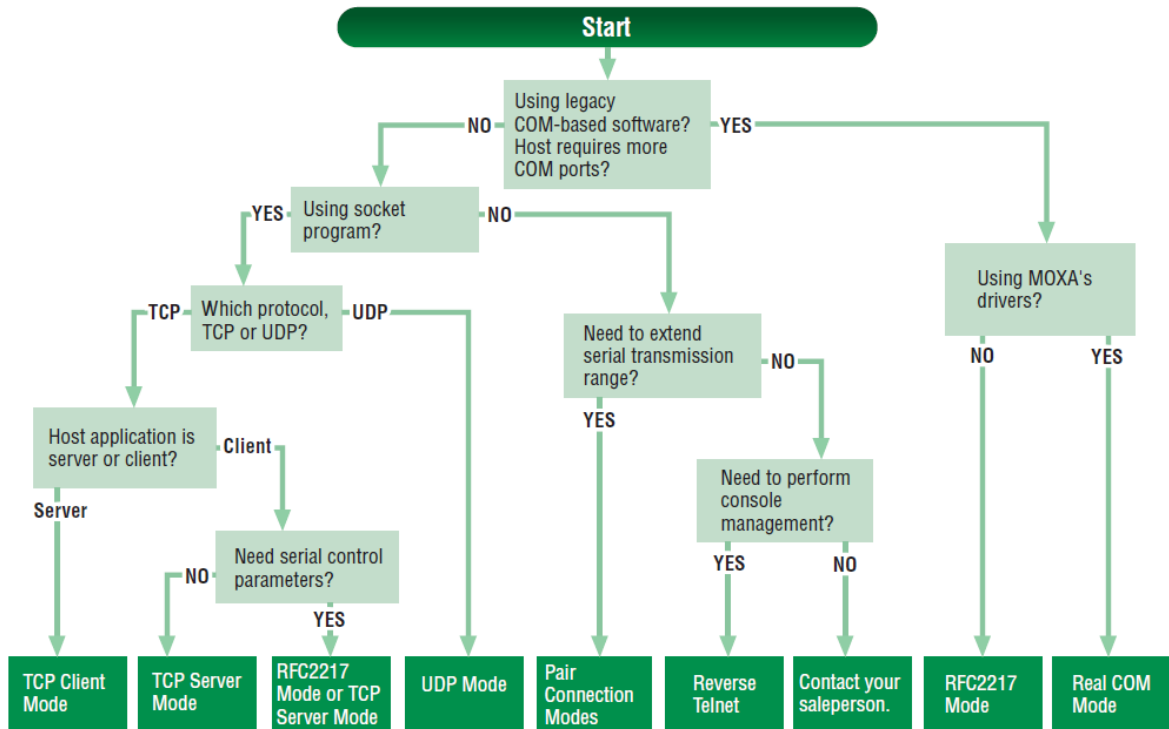 Start
Using legacy
COM-based software?
Host requires more
COM ports?
NO
YES
Using socket
program?
YES
NO
Using MOXA's
drivers?
Which protocol,
TCP or UDP?
TCP
UDP
Need to extend
serial transmission
range?
NO
YES
NO
YES
Host application is
server or client?
Client
Server
Need to perform
console
management?
YES
NO
Need serial control
parameters?
NO
YES
TCP Client
Mode
TCP Server
Mode
RFC2217
Mode or TCP
Server Mode
UDP Mode
Pair
Connection
Modes
Reverse
Telnet
Contact your
saleperson.
RFC2217
Mode
Real COM
Mode